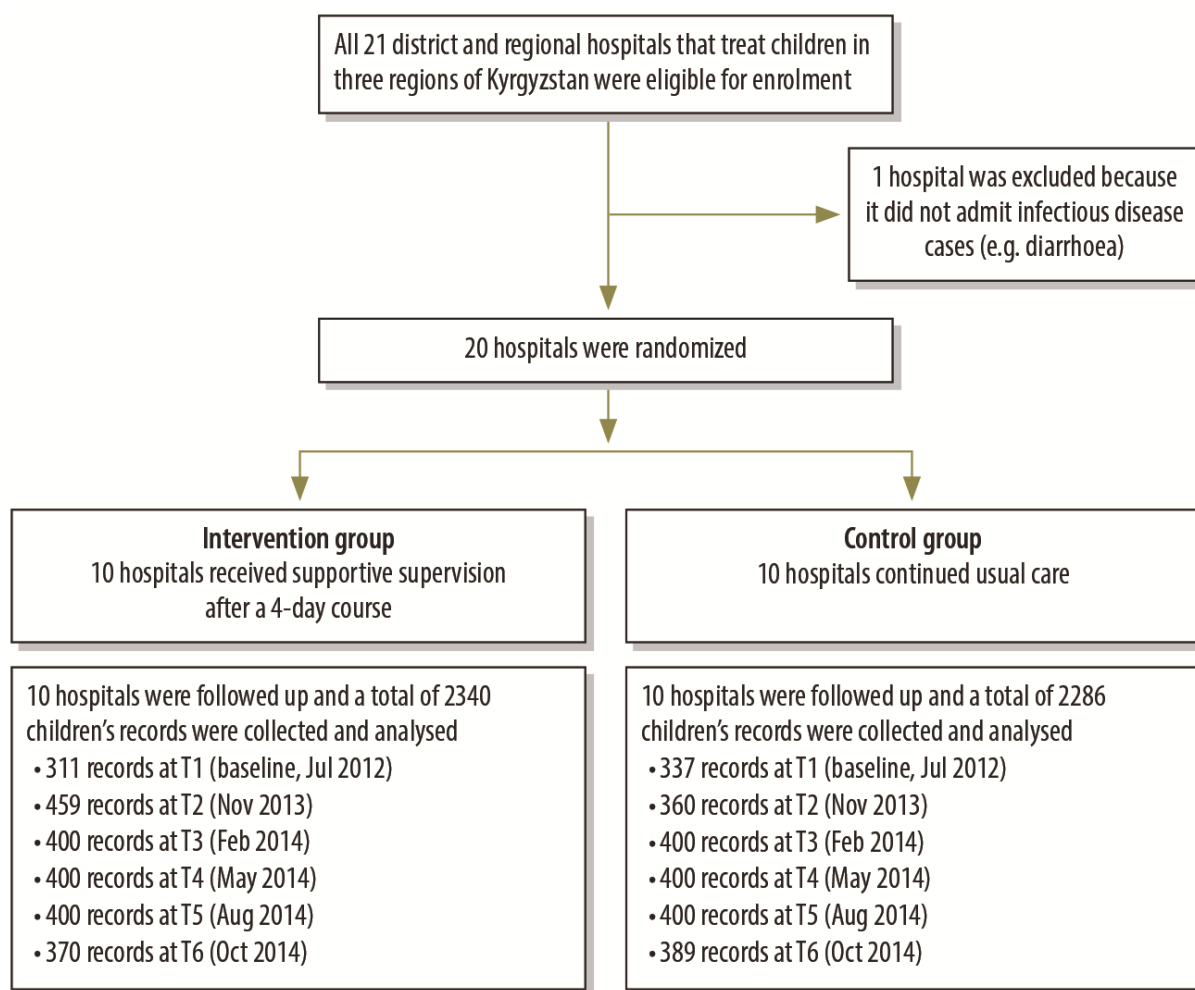 All 21 district and regional hospitals that treat children in
three regions of Kyrgyzstan were eligible for enrolment
1 hospital was excluded because
it did not admit infectious disease
cases (e.g. diarrhoea)
20 hospitals were randomized
Intervention group
10 hospitals received supportive supervision
after a 4-day course
Control group
10 hospitals continued usual care
10 hospitals were followed up and a total of 2340
children's records were collected and analysed
• 311 records at T1 (baseline, Jul 2012)
• 459 records at T2 (Nov 2013)
• 400 records at T3 (Feb 2014)
• 400 records at T4 (May 2014)
• 400 records at T5 (Aug 2014)
• 370 records at T6 (Oct 2014)
10 hospitals were followed up and a total of 2286
children's records were collected and analysed
• 337 records at T1 (baseline, Jul 2012)
• 360 records at T2 (Nov 2013)
• 400 records at T3 (Feb 2014)
• 400 records at T4 (May 2014)
• 400 records at T5 (Aug 2014)
• 389 records at T6 (Oct 2014)